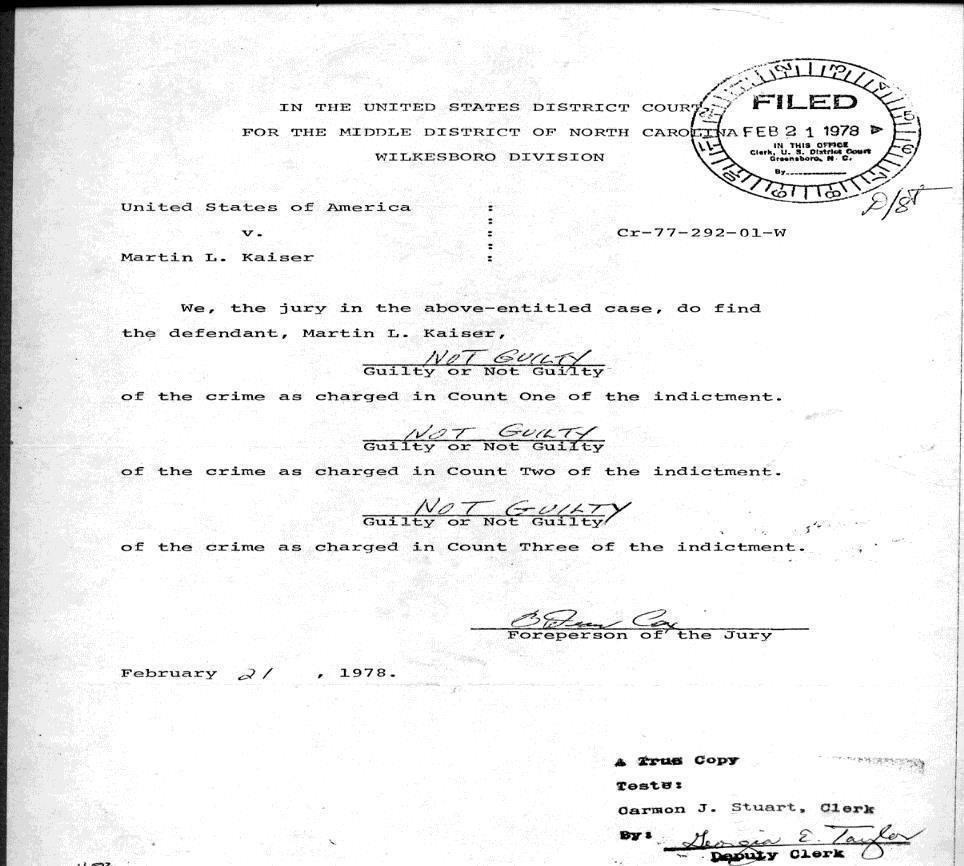 IN THE UNITED STATES DISTRICT COURT
FOR THE MIDDLE DISTRICT OF NORTH CAROLINA
WILKESBORO DIVISION
FILED
FEB 21 1978
IN THIS OFFICE
Clerk, U. S. District Court
Greensboro, N. C.
By
United States of America :
:
v. : Cr-77-292-01-W
:
Martin L. Kaiser :
We, the jury in the above-entitled case, do find
the defendant, Martin L. Kaiser,
NOT GUILTY
Guilty or Not Guilty
of the crime as charged in Count One of the indictment.
NOT GUILTY
Guilty or Not Guilty
of the crime as charged in Count Two of the indictment.
NOT GUILTY
Guilty or Not Guilty
of the crime as charged in Count Three of the indictment.
Cox
Foreperson of the Jury
February 21 , 1978.
A True Copy
Teste:
Carmon J. Stuart, Clerk
By: Georgia E. Taylor
Deputy Clerk